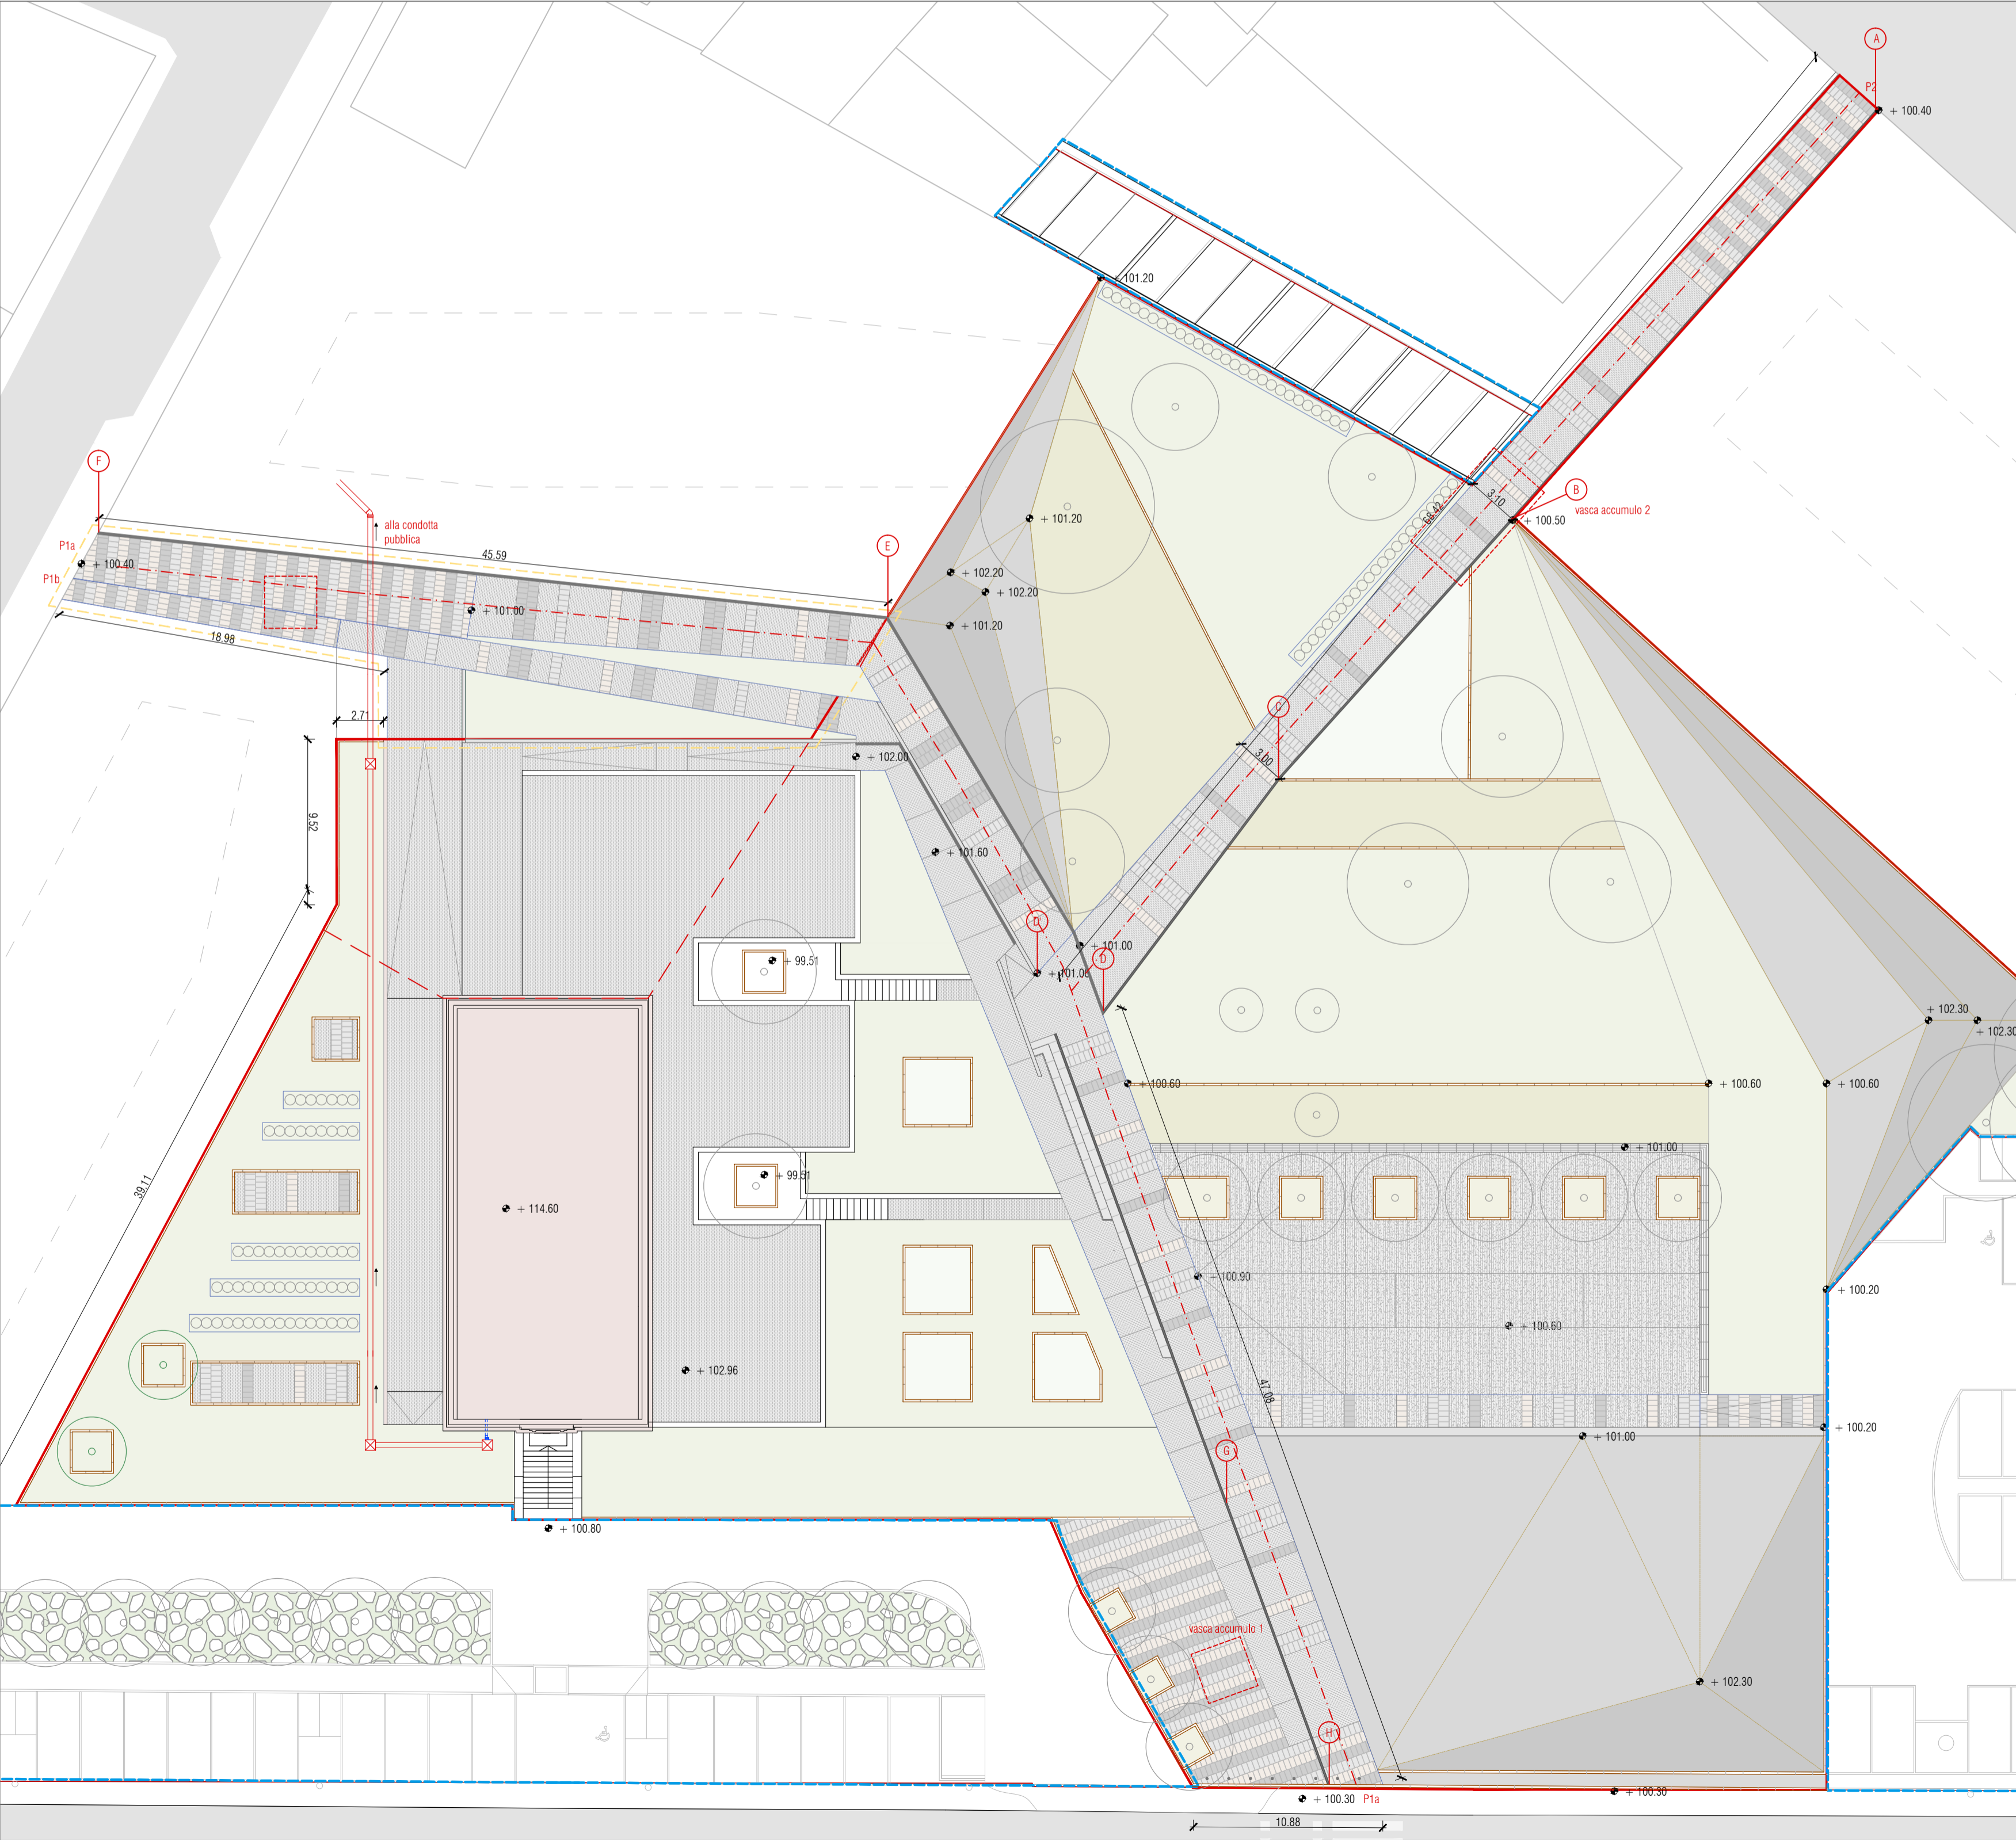 A
P2
+ 100.40
+ 101.20
F
B
3.10
vasca accumulo 2
+ 100.50
66.42
+ 101.20
alla condotta
pubblica
P1a
+ 100.40
45.59
E
P1b
+ 102.20
+ 102.20
+ 101.00
+ 101.20
18.98
2.71
C
3.00
+ 102.00
9.52
+ 101.60
D'
+ 101.00
D
+ 101.00
+ 99.51
+ 102.30
+ 102.30
+ 100.60
+ 100.60
+ 100.60
+ 101.00
+ 99.51
39.11
+ 114.60
+ 100.90
+ 100.20
+ 100.60
+ 102.96
47.08
+ 100.20
+ 101.00
G
+ 100.80
vasca accumulo 1
+ 102.30
H
+ 100.30
P1a
+ 100.30
10.88